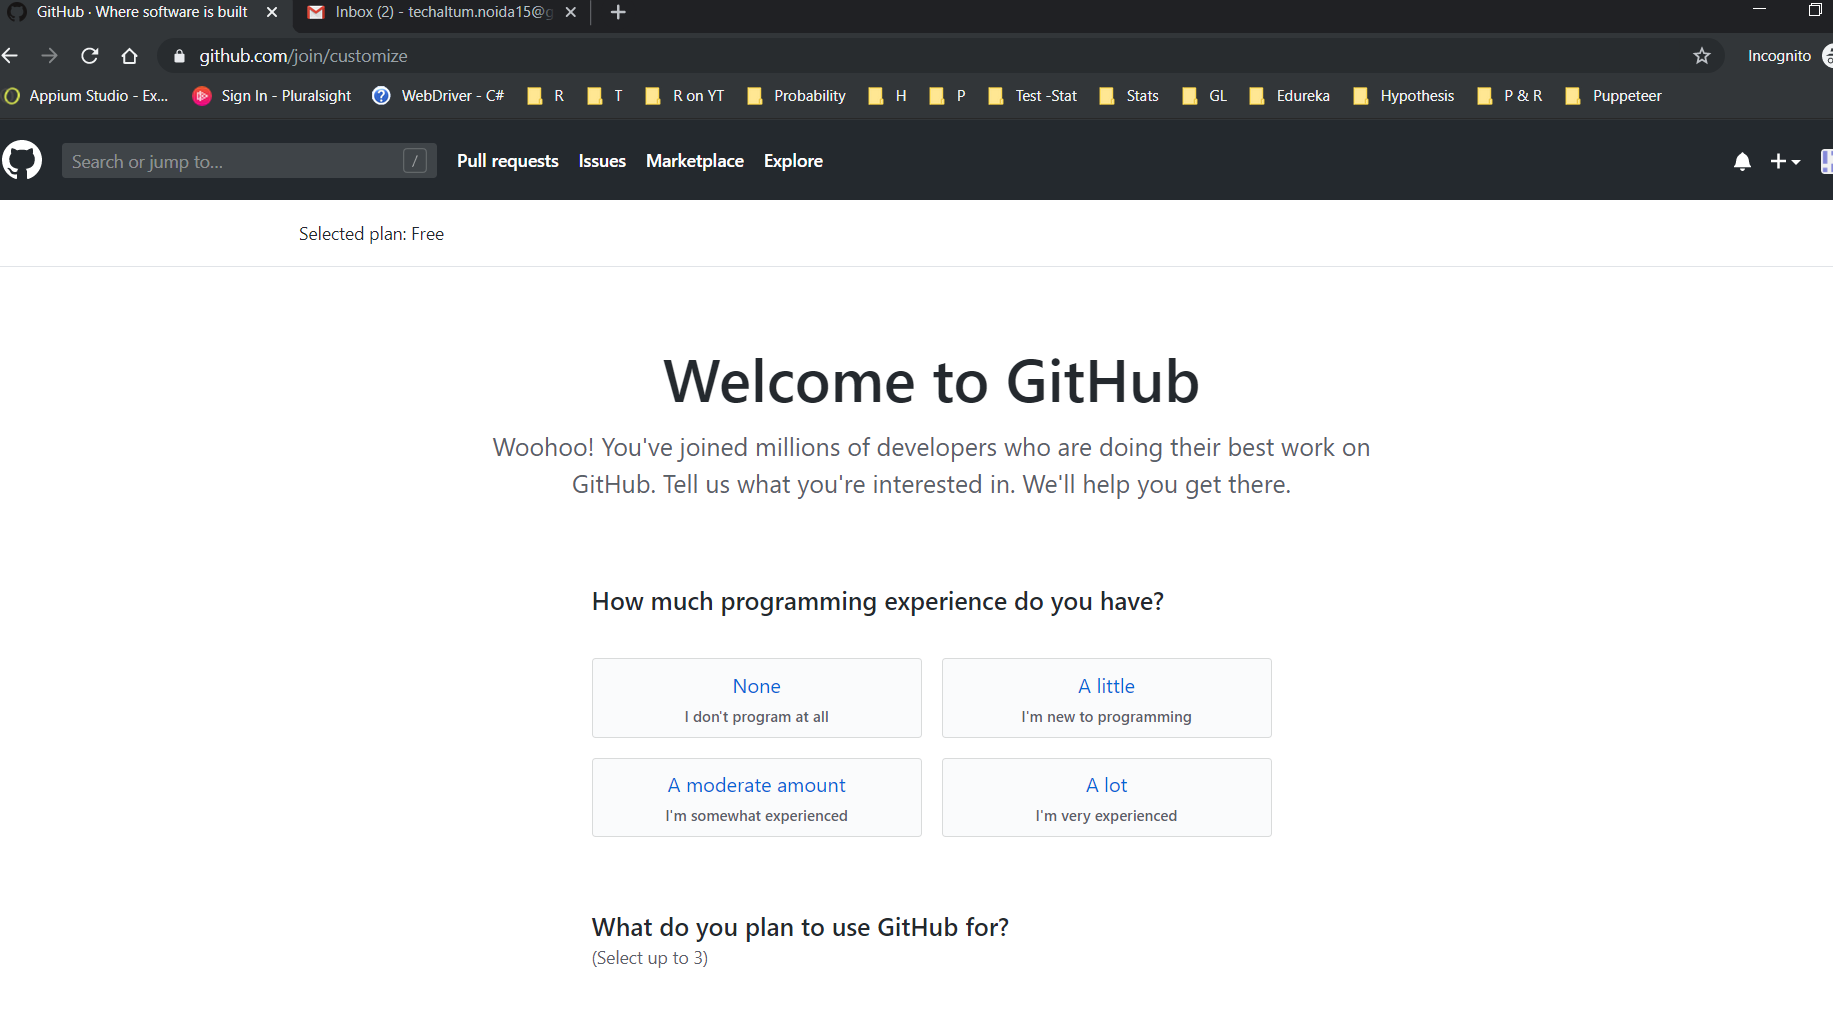 GitHub · Where software is built
Inbox (2) - techaltum.noida15@g
github.com/join/customize
Incognito
Appium Studio - Ex... Sign In - Pluralsight WebDriver - C# R T R on YT Probability H P Test -Stat Stats GL Edureka Hypothesis P & R Puppeteer
Search or jump to... / Pull requests Issues Marketplace Explore
Selected plan: Free
Welcome to GitHub
Woohoo! You've joined millions of developers who are doing their best work on
GitHub. Tell us what you're interested in. We'll help you get there.
How much programming experience do you have?
None
I don't program at all
A little
I'm new to programming
A moderate amount
I'm somewhat experienced
A lot
I'm very experienced
What do you plan to use GitHub for?
(Select up to 3)